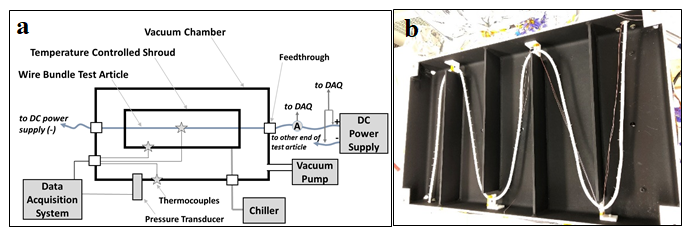 a
Vacuum Chamber
Temperature Controlled Shroud
Wire Bundle Test Article
Feedthrough
to DAQ
to DAQ
to DC power
supply (-)
A
+
-
DC
Power
Supply
to other end of
test article
Vacuum
Pump
Data
Acquisition
System
Thermocouples
Pressure Transducer
Chiller
b